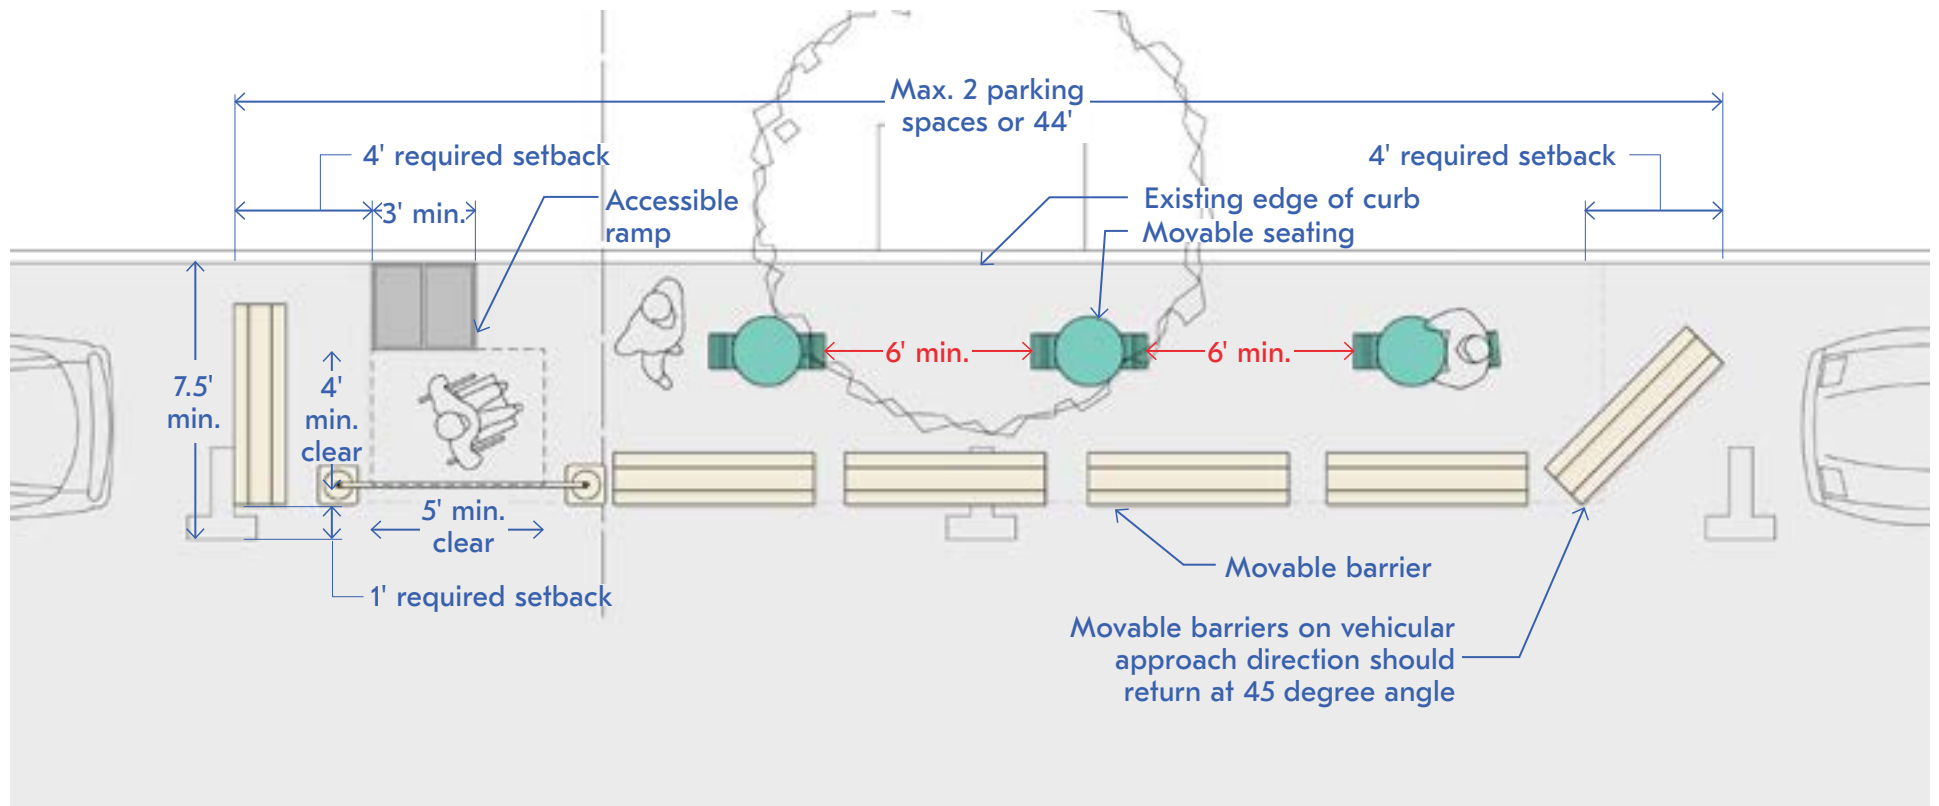 Max. 2 parking
spaces or 44'
4' required setback
4' required setback
3' min.
Accessible
ramp
Existing edge of curb
Movable seating
6' min.
6' min.
7.5'
min.
4'
min.
clear
5' min.
clear
1' required setback
Movable barrier
Movable barriers on vehicular
approach direction should
return at 45 degree angle